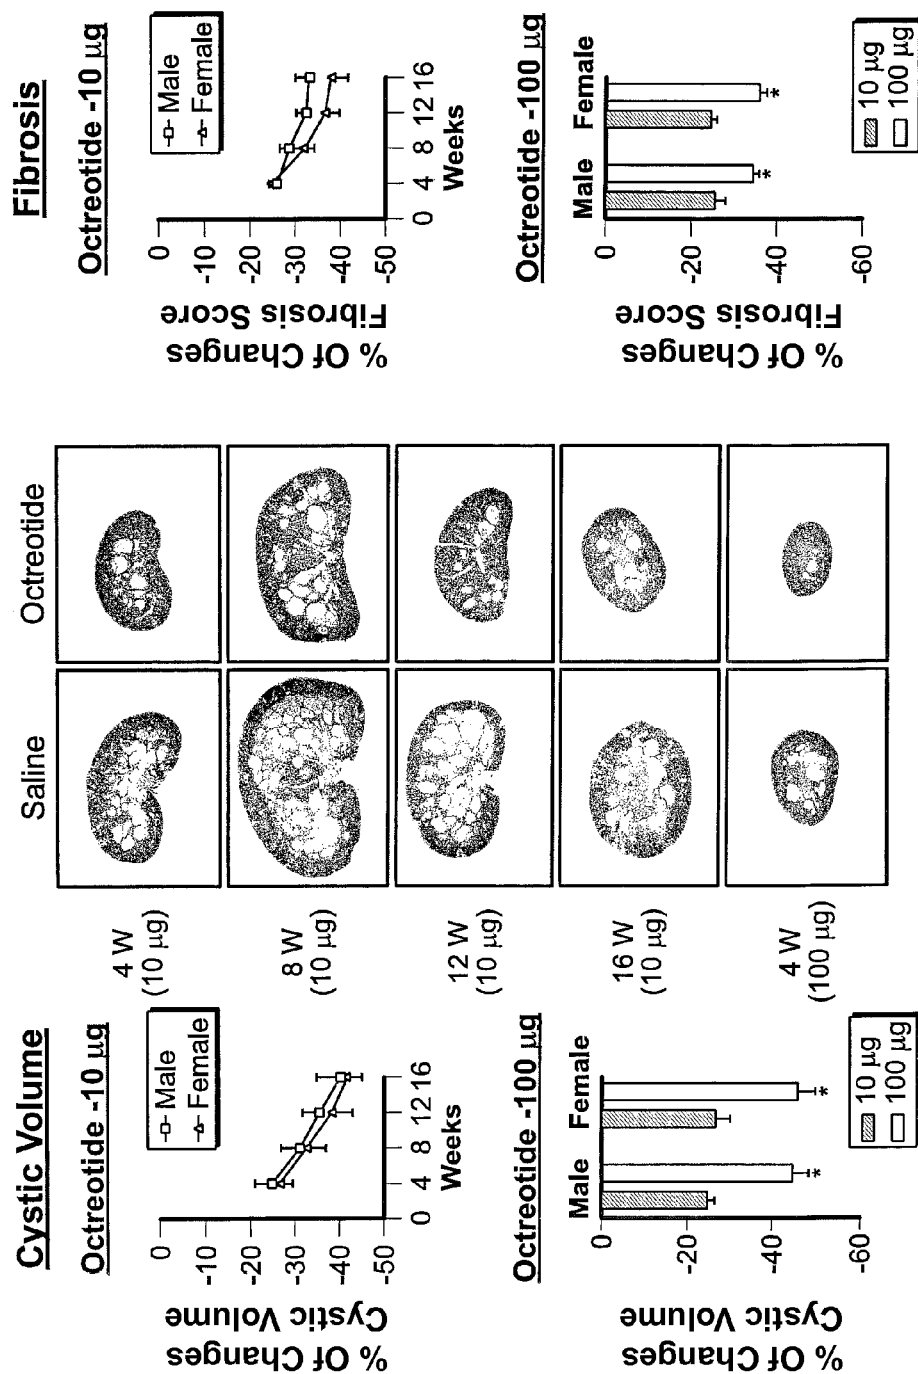 Cystic Volume
Octreotide -10 µg
Male
Female
% Of Changes
Cystic Volume
0
-10
-20
-30
-40
-50
0 4 8 12 16
Weeks
Octreotide -100 µg
Male Female
% Of Changes
Cystic Volume
0
-20
-40
-60
*
*
10 µg
100 µg
Saline Octreotide
4 W
(10 µg)
8 W
(10 µg)
12 W
(10 µg)
16 W
(10 µg)
4 W
(100 µg)
Fibrosis
Octreotide -10 µg
Male
Female
% Of Changes
Fibrosis Score
0
-10
-20
-30
-40
-50
0 4 8 12 16
Weeks
Octreotide -100 µg
Male Female
% Of Changes
Fibrosis Score
0
-20
-40
-60
*
*
10 µg
100 µg